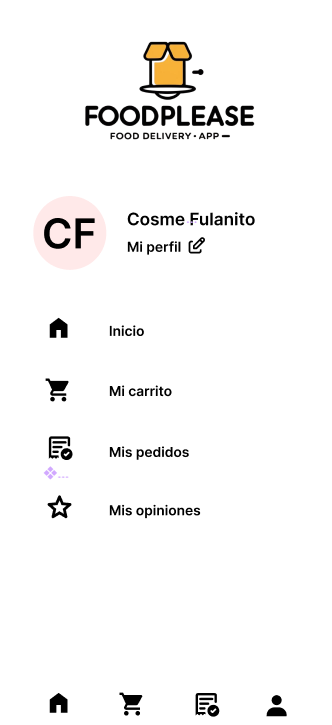 FOODPLEASE
FOOD DELIVERY • APP
CF
Cosme Fulanito
Mi perfil
Inicio
Mi carrito
Mis pedidos
...
Mis opiniones